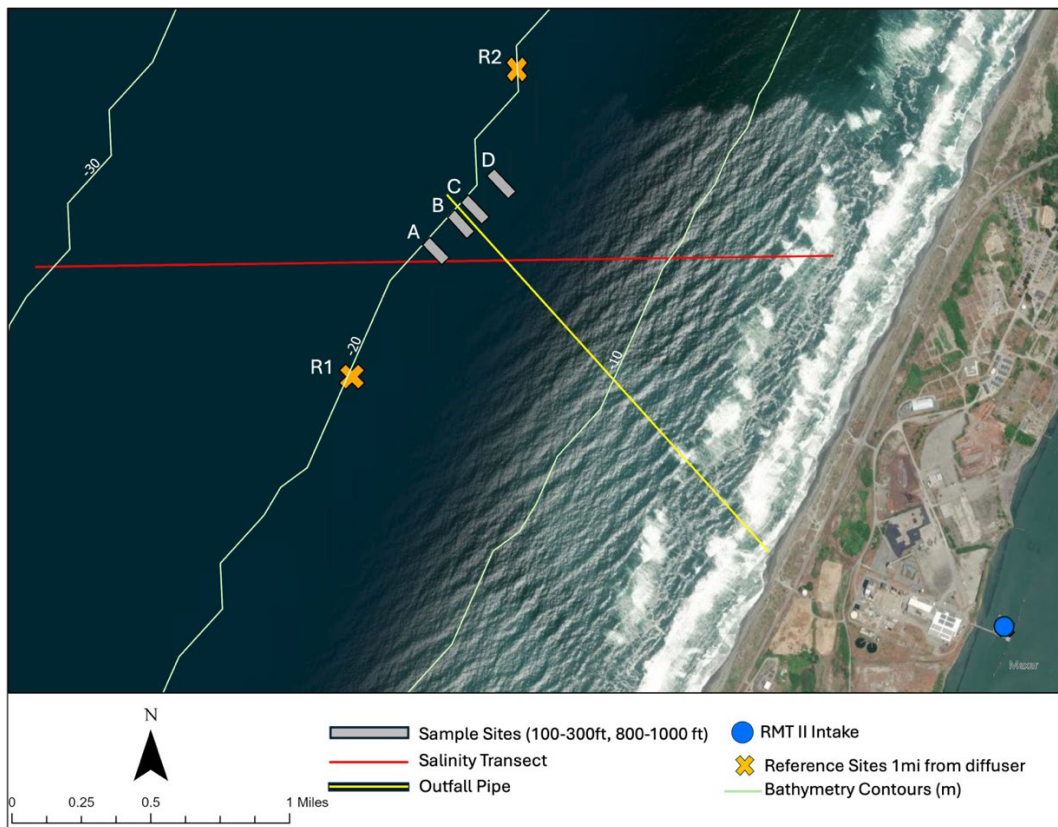 R2
-30
D
C
B
A
-20
R1
-10
Maxar
N
0 0.25 0.5 1 Miles
Sample Sites (100-300ft, 800-1000 ft)
Salinity Transect
Outfall Pipe
RMT II Intake
Reference Sites 1mi from diffuser
Bathymetry Contours (m)